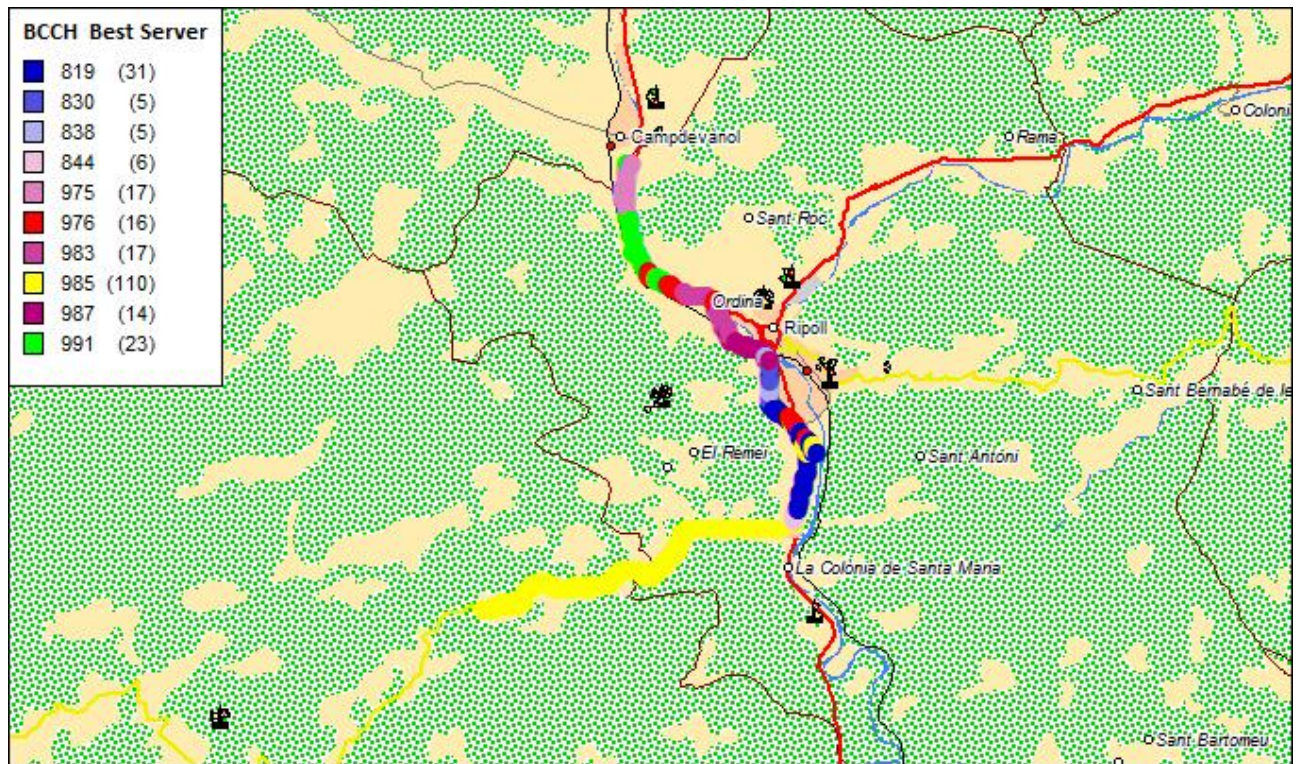 BCCH Best Server
819 (31)
830 (5)
838 (5)
844 (6)
975 (17)
976 (16)
983 (17)
985 (110)
987 (14)
991 (23)
Campdevànol
Rama
Coloni
Sant Roc
Ordina
Ripoll
Sant Bernabé de le
El Remei
Sant Antoni
La Colònia de Santa Maria
Sant Bartomeu